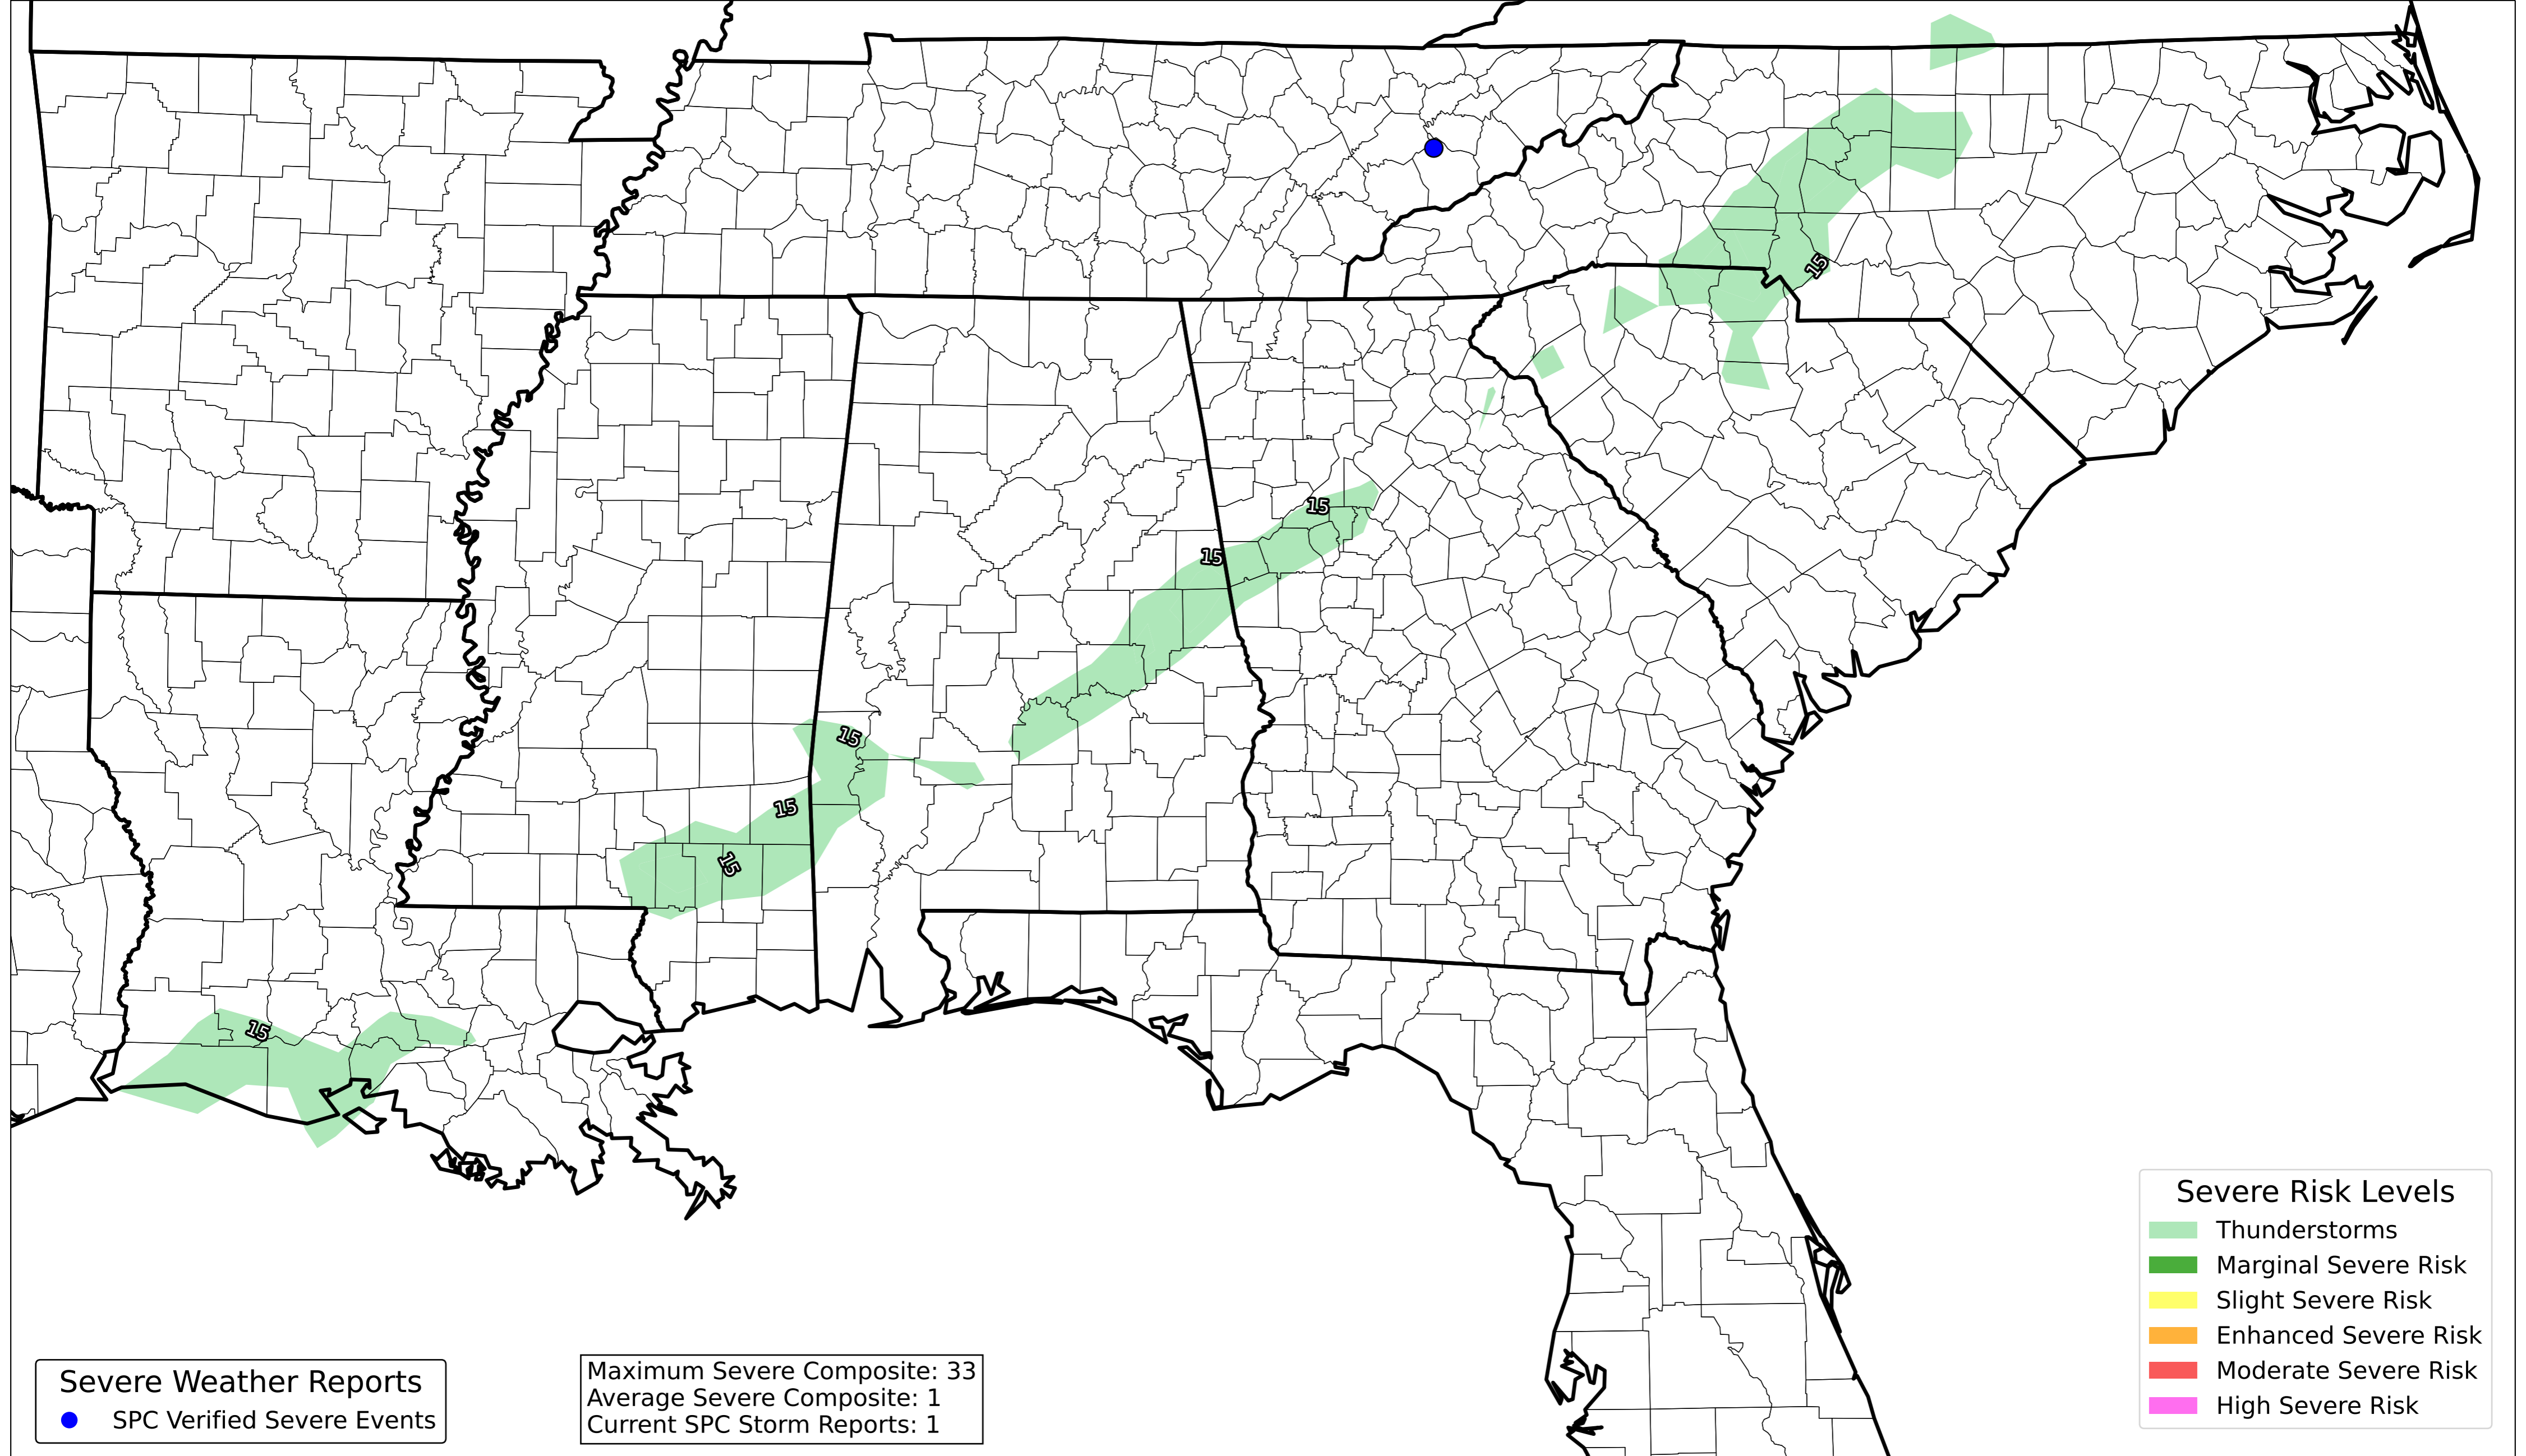 15
15
15
15
15
15
15
Severe Risk Levels
Thunderstorms
Marginal Severe Risk
Slight Severe Risk
Enhanced Severe Risk
Moderate Severe Risk
High Severe Risk
Severe Weather Reports
SPC Verified Severe Events
Maximum Severe Composite: 33
Average Severe Composite: 1
Current SPC Storm Reports: 1